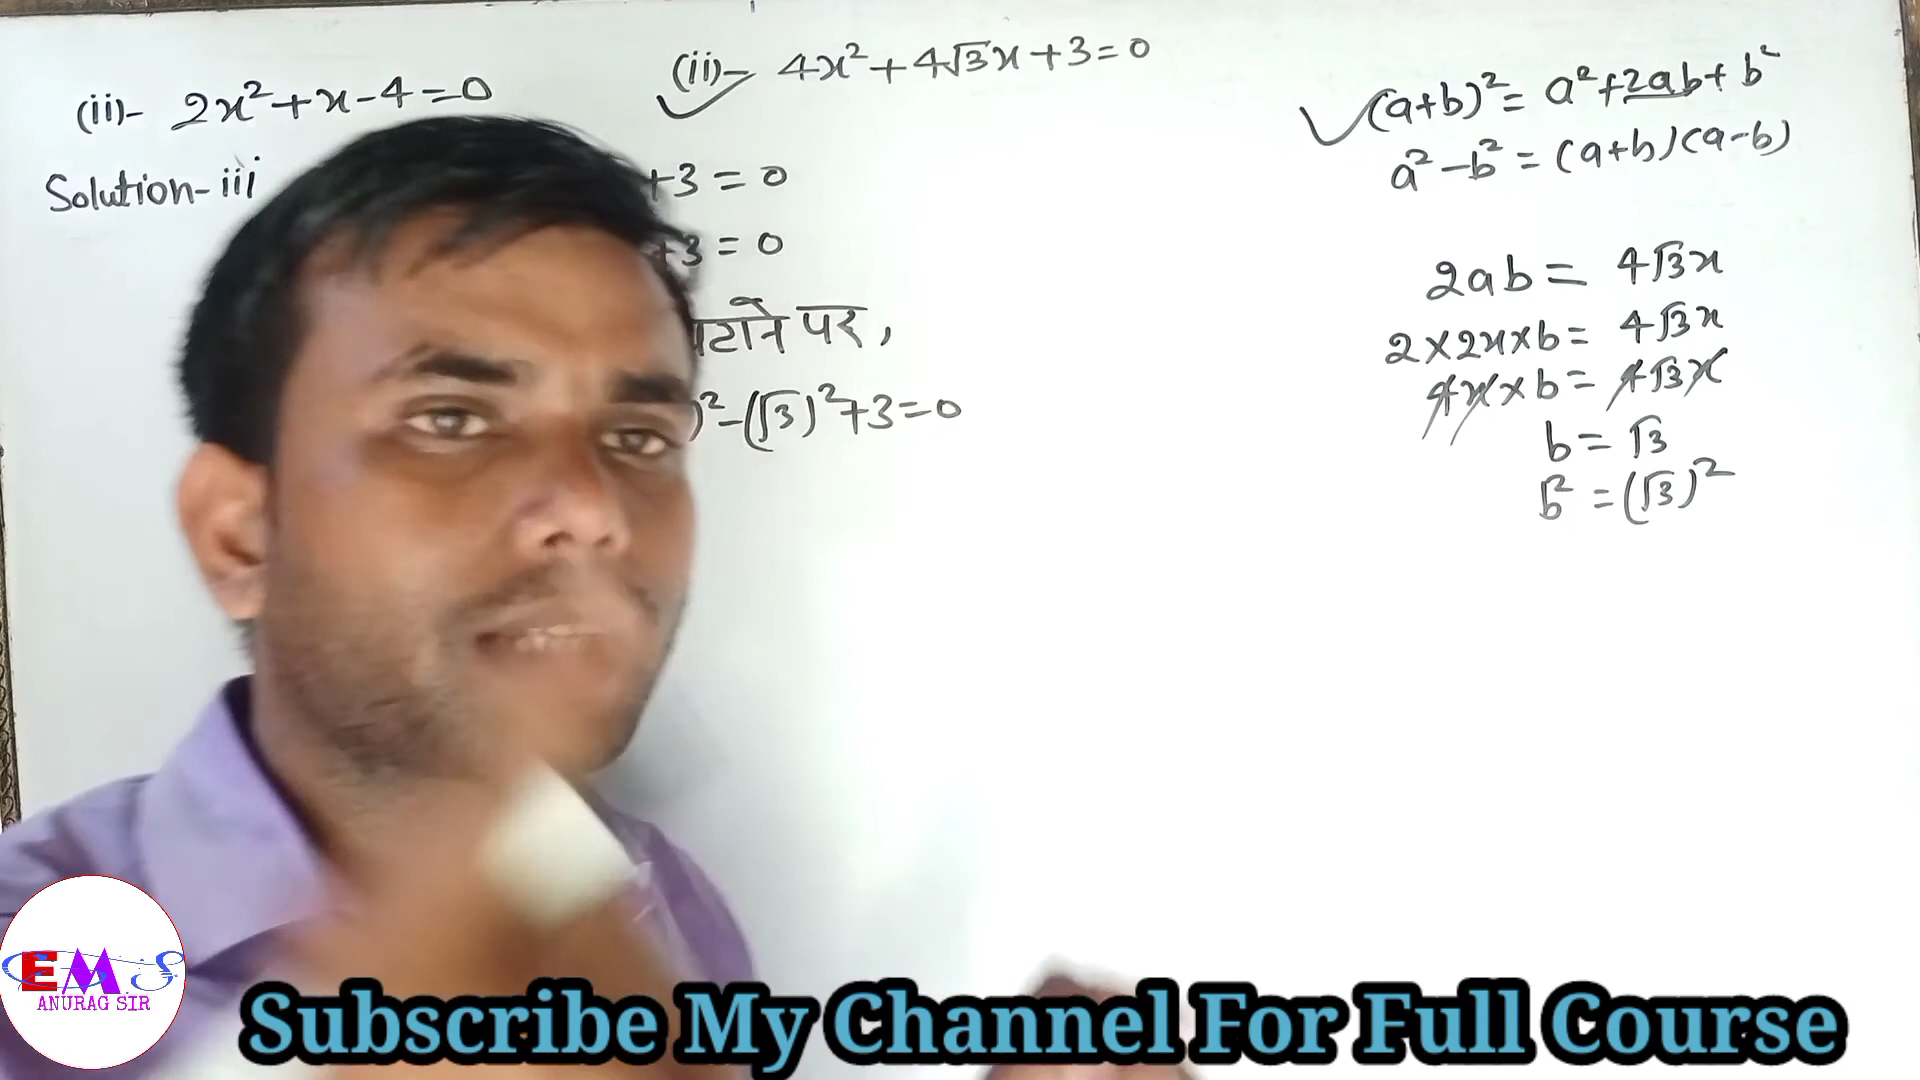 (ii)- 2x²+x-4=0
Solution-iii
(ii)- 4x²+4√3x+3=0
+3=0
+3=0
घटाने पर,
)²-(√3)²+3=0
(a+b)²= a²+2ab+b²
a²-b²=(a+b)(a-b)
2ab= 4√3x
2×2x×b= 4√3x
4x×b= 4√3x
b= √3
b²=(√3)²
EMS
ANURAG SIR
Subscribe My Channel For Full Course